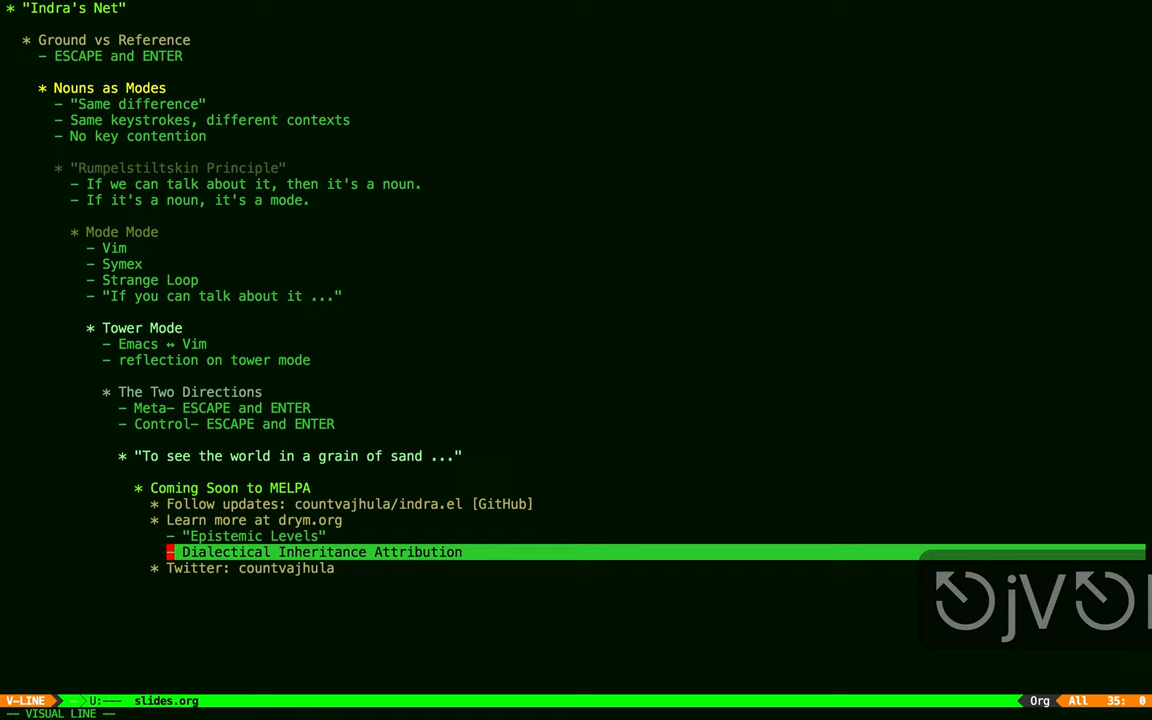 * "Indra's Net"
* Ground vs Reference
- ESCAPE and ENTER
* Nouns as Modes
- "Same difference"
- Same keystrokes, different contexts
- No key contention
* "Rumpelstiltskin Principle"
- If we can talk about it, then it's a noun.
- If it's a noun, it's a mode.
* Mode Mode
- Vim
- Symex
- Strange Loop
- "If you can talk about it ..."
* Tower Mode
- Emacs ↔ Vim
- reflection on tower mode
* The Two Directions
- Meta- ESCAPE and ENTER
- Control- ESCAPE and ENTER
* "To see the world in a grain of sand ..."
* Coming Soon to MELPA
* Follow updates: countvajhula/indra.el [GitHub]
* Learn more at drym.org
- "Epistemic Levels"
- Dialectical Inheritance Attribution
* Twitter: countvajhula
⎋jV⎋
V-LINE - U:--- slides.org Org All 35: 0
-- VISUAL LINE --